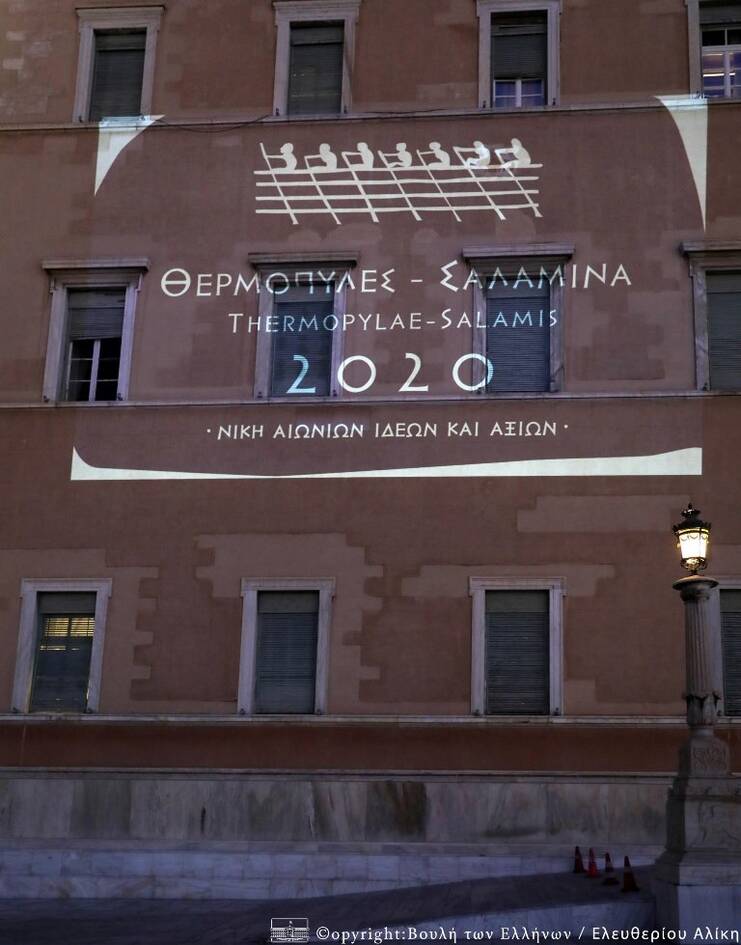 ΘΕΡΜΟΠΥΛΕΣ - ΣΑΛΑΜΙΝΑ
THERMOPYLAE-SALAMIS
2020
· ΝΙΚΗ ΑΙΩΝΙΩΝ ΙΔΕΩΝ ΚΑΙ ΑΞΙΩΝ ·
©opyright:Βουλή των Ελλήνων / Ελευθερίου Αλίκη